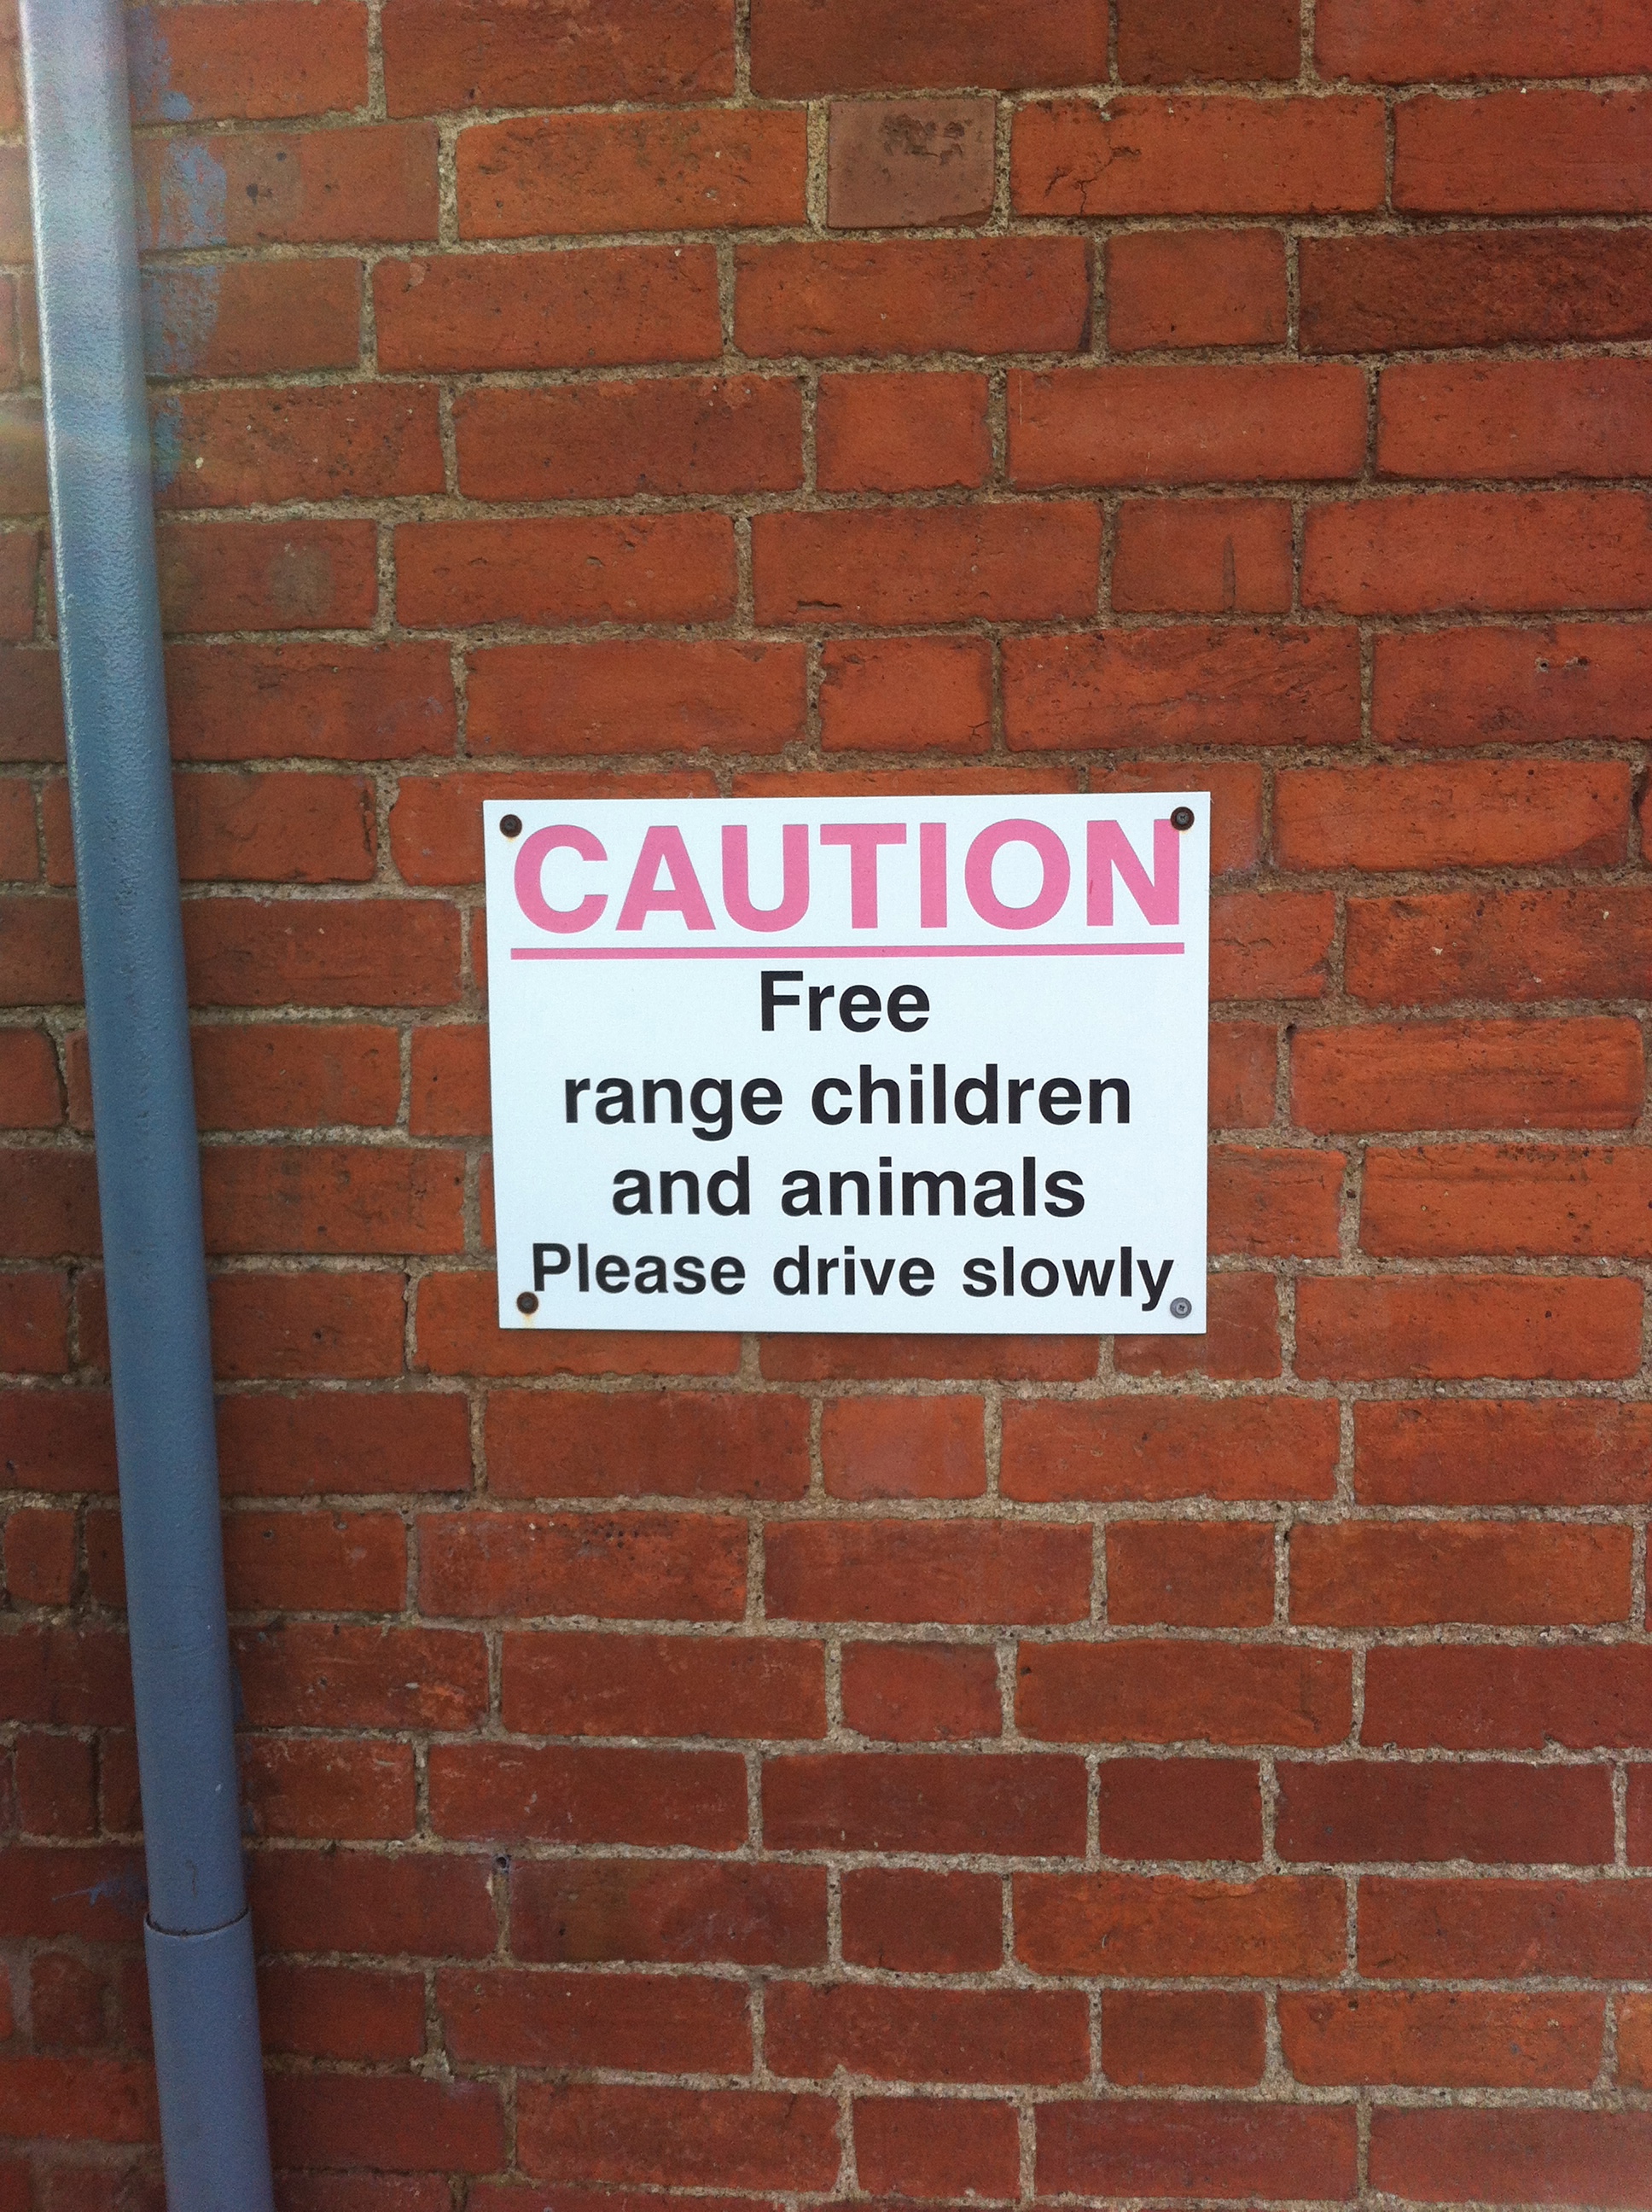 CAUTION
Free
range children
and animals
Please drive slowly